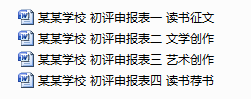 某某学校 初评申报表一 读书征文
某某学校 初评申报表二 文学创作
某某学校 初评申报表三 艺术创作
某某学校 初评申报表四 读书荐书